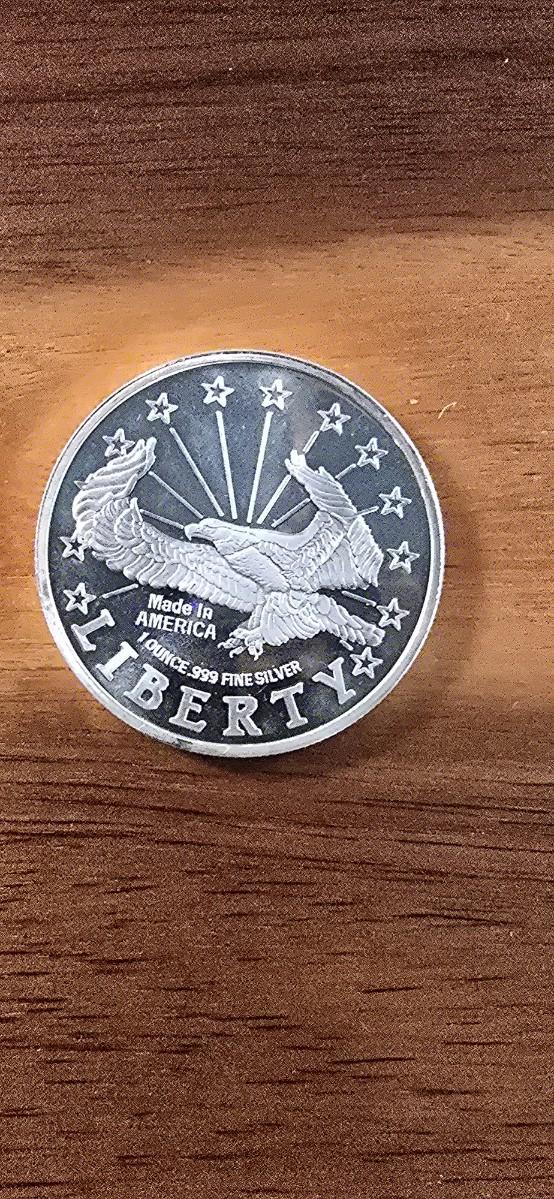 Made In
AMERICA
1 OUNCE .999 FINE SILVER
LIBERTY